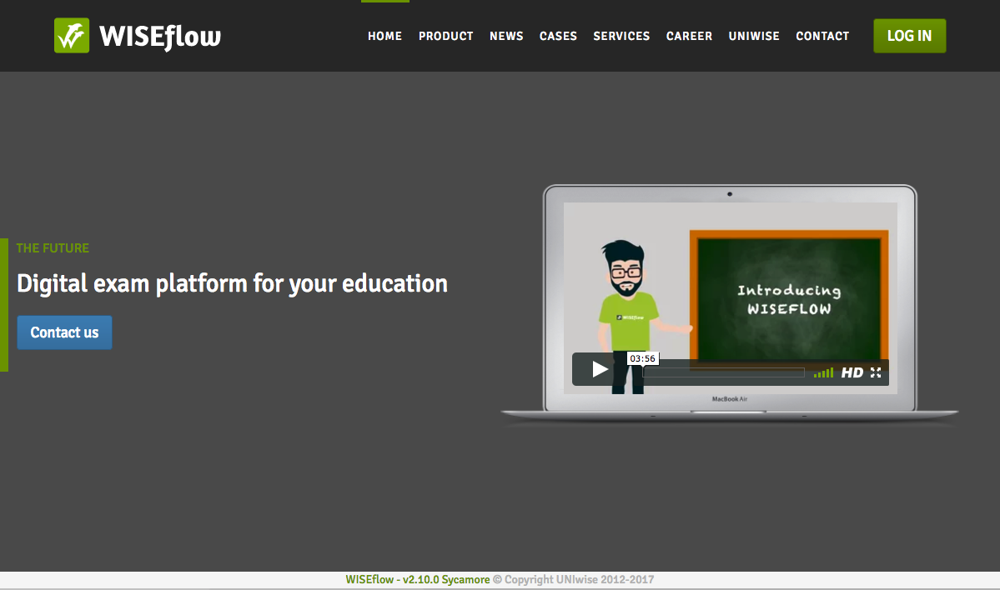 WISEflow
HOME PRODUCT NEWS CASES SERVICES CAREER UNIWISE CONTACT LOG IN
THE FUTURE
Digital exam platform for your education
Contact us
Introducing
WISEFLOW
WISEflow
03:56
HD
MacBook Air
WISEflow - v2.10.0 Sycamore © Copyright UNIwise 2012-2017